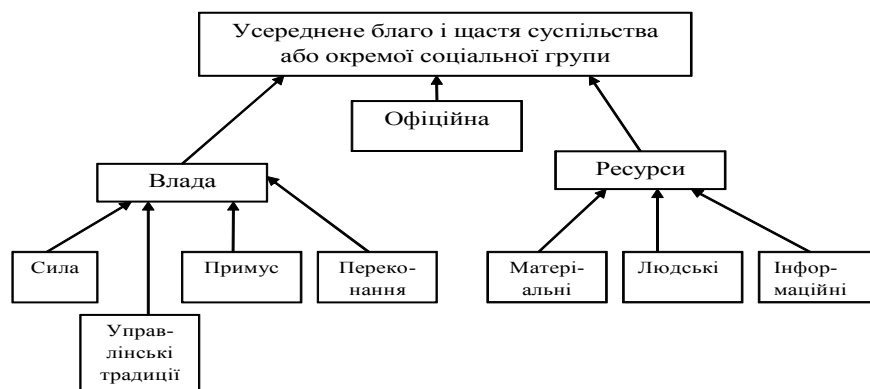 Усереднене благо і щастя суспільства
або окремої соціальної групи
Офіційна
Влада
Ресурси
Сила
Примус
Переко-
нання
Матері-
альні
Людські
Інфор-
маційні
Управ-
лінські
традиції